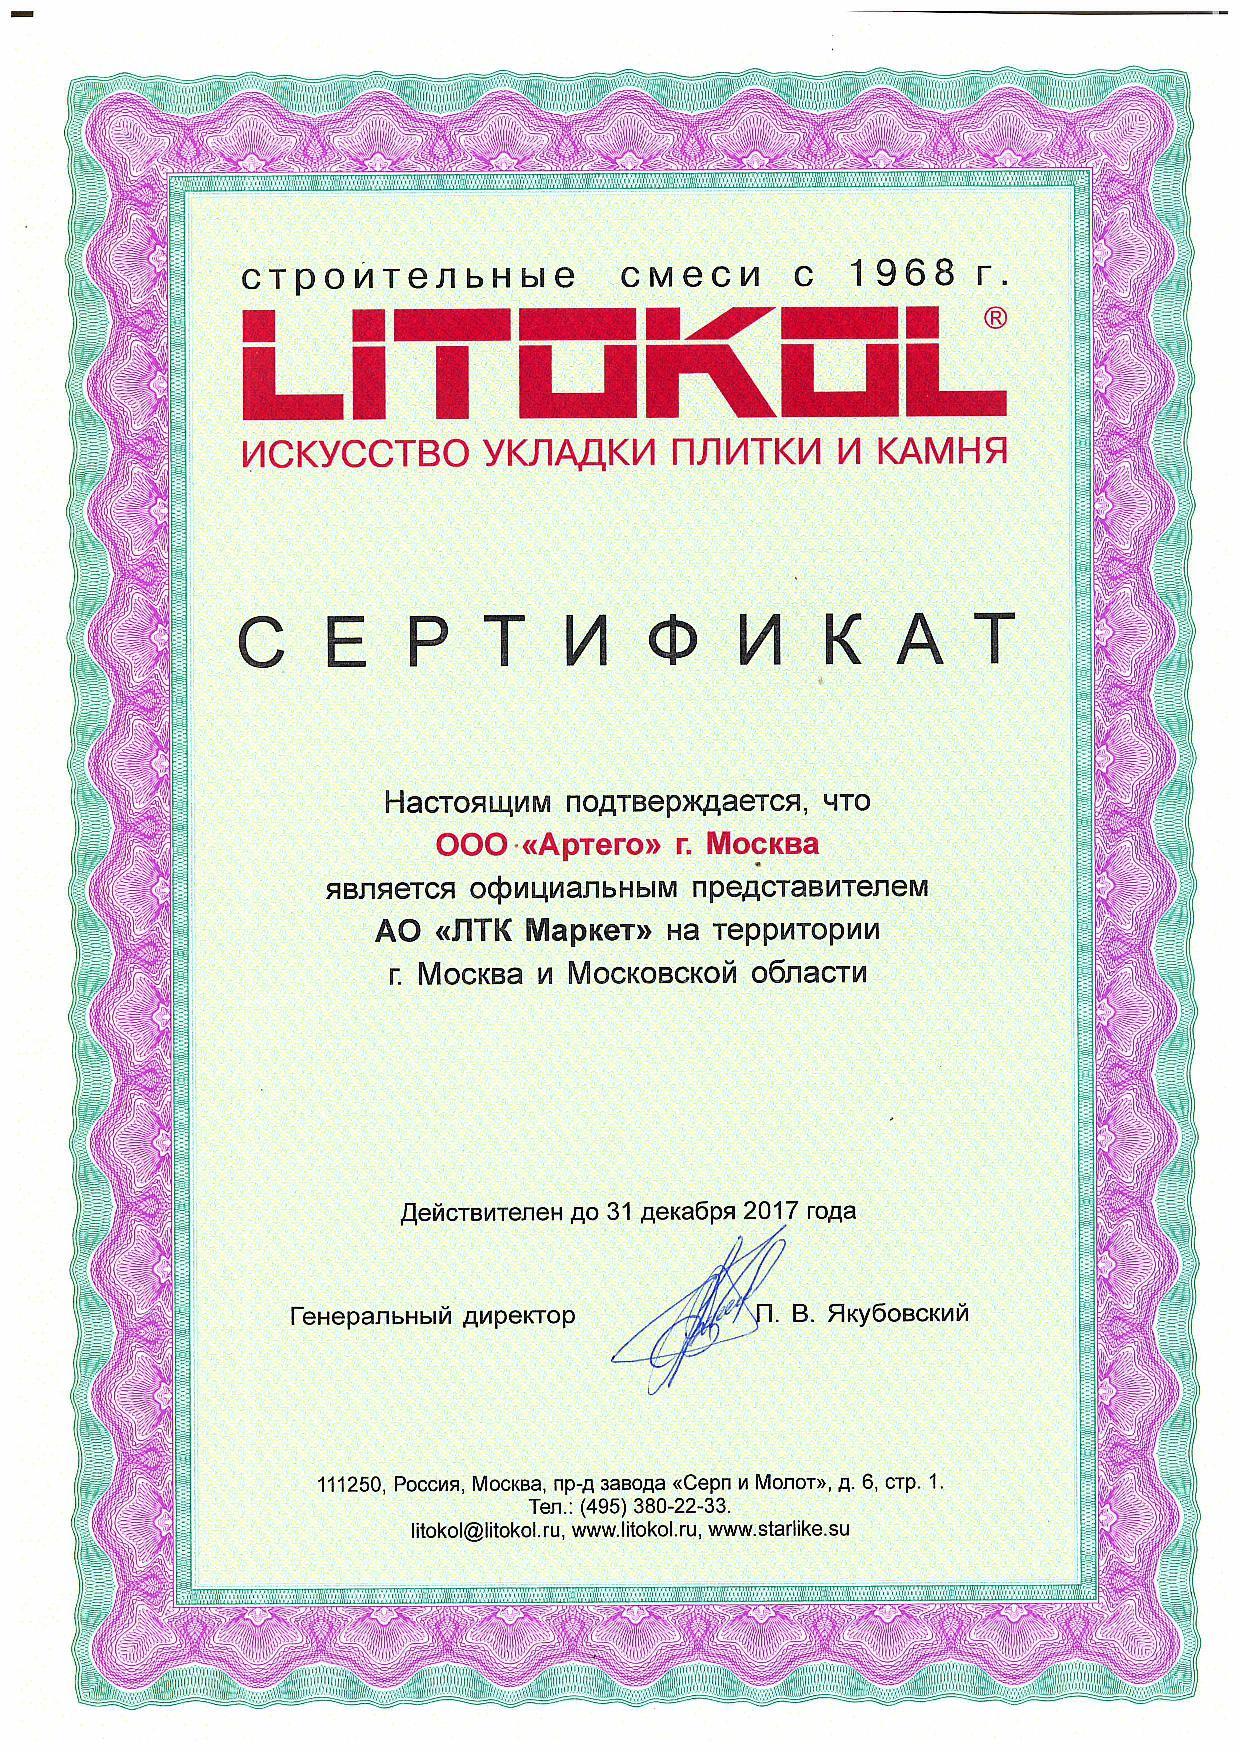 строительные смеси с 1968 г.
LITOKOL®
ИСКУССТВО УКЛАДКИ ПЛИТКИ И КАМНЯ
СЕРТИФИКАТ
Настоящим подтверждается, что
ООО «Артего» г. Москва
является официальным представителем
АО «ЛТК Маркет» на территории
г. Москва и Московской области
Действителен до 31 декабря 2017 года
Генеральный директор П. В. Якубовский
111250, Россия, Москва, пр-д завода «Серп и Молот», д. 6, стр. 1.
Тел.: (495) 380-22-33.
litokol@litokol.ru, www.litokol.ru, www.starlike.su